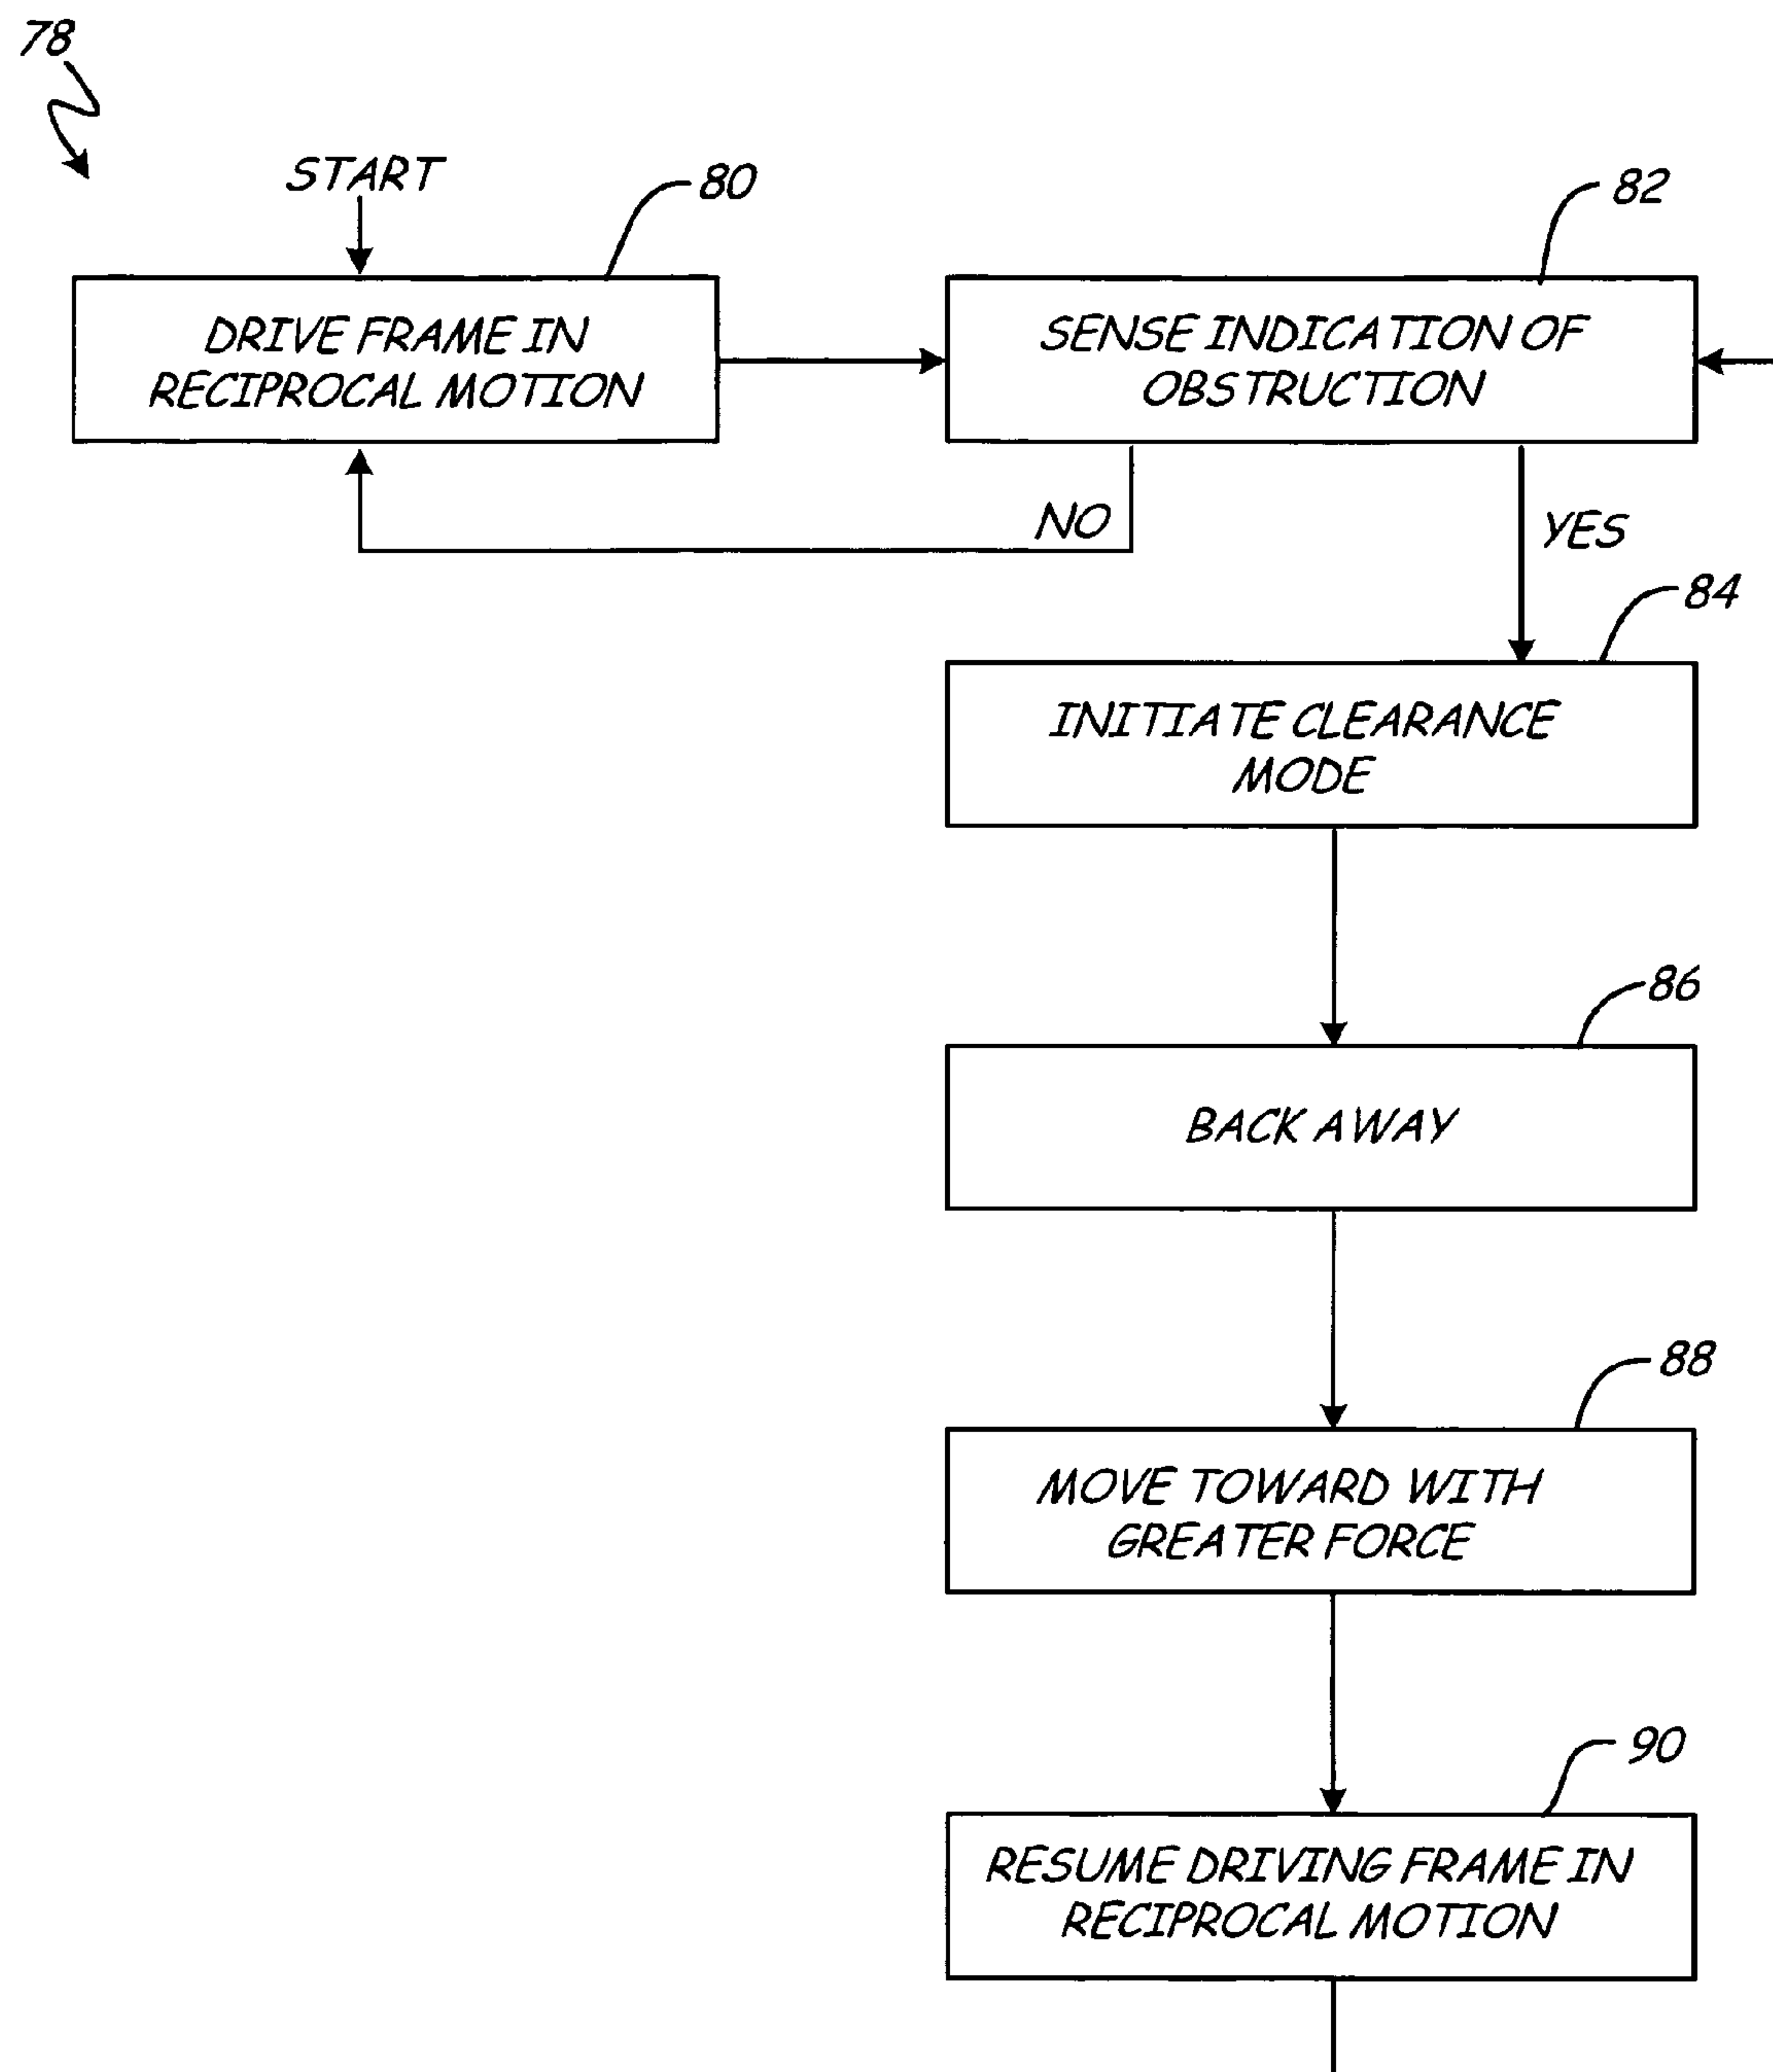 78
START
80
82
DRIVE FRAME IN
RECIPROCAL MOTION
SENSE INDICATION OF
OBSTRUCTION
NO
YES
84
INITIATE CLEARANCE
MODE
86
BACK AWAY
88
MOVE TOWARD WITH
GREATER FORCE
90
RESUME DRIVING FRAME IN
RECIPROCAL MOTION